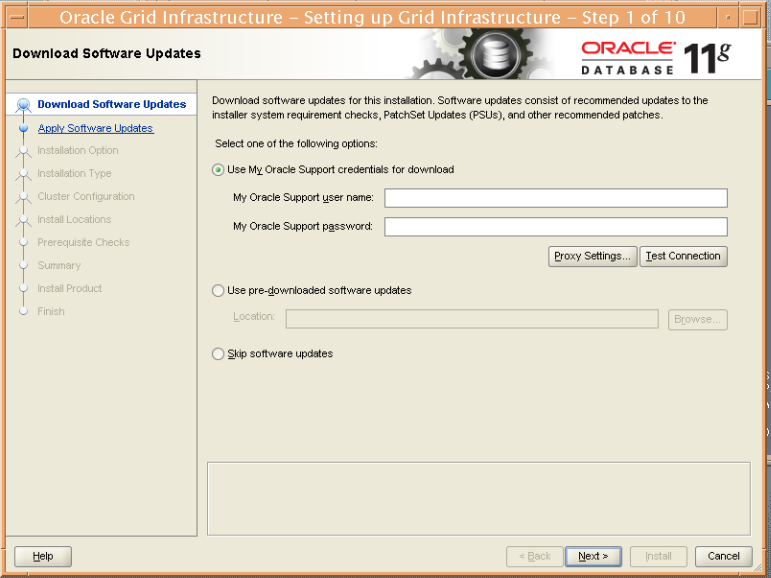 Oracle Grid Infrastructure – Setting up Grid Infrastructure – Step 1 of 10
Download Software Updates
ORACLE
DATABASE
11g
Download Software Updates
Apply Software Updates
Installation Option
Installation Type
Cluster Configuration
Install Locations
Prerequisite Checks
Summary
Install Product
Finish
Download software updates for this installation. Software updates consist of recommended updates to the
installer system requirement checks, PatchSet Updates (PSUs), and other recommended patches.
Select one of the following options:
Use My Oracle Support credentials for download
My Oracle Support user name:
My Oracle Support password:
Proxy Settings... Test Connection
Use pre-downloaded software updates
Location: Browse...
Skip software updates
Help < Back Next > Install Cancel